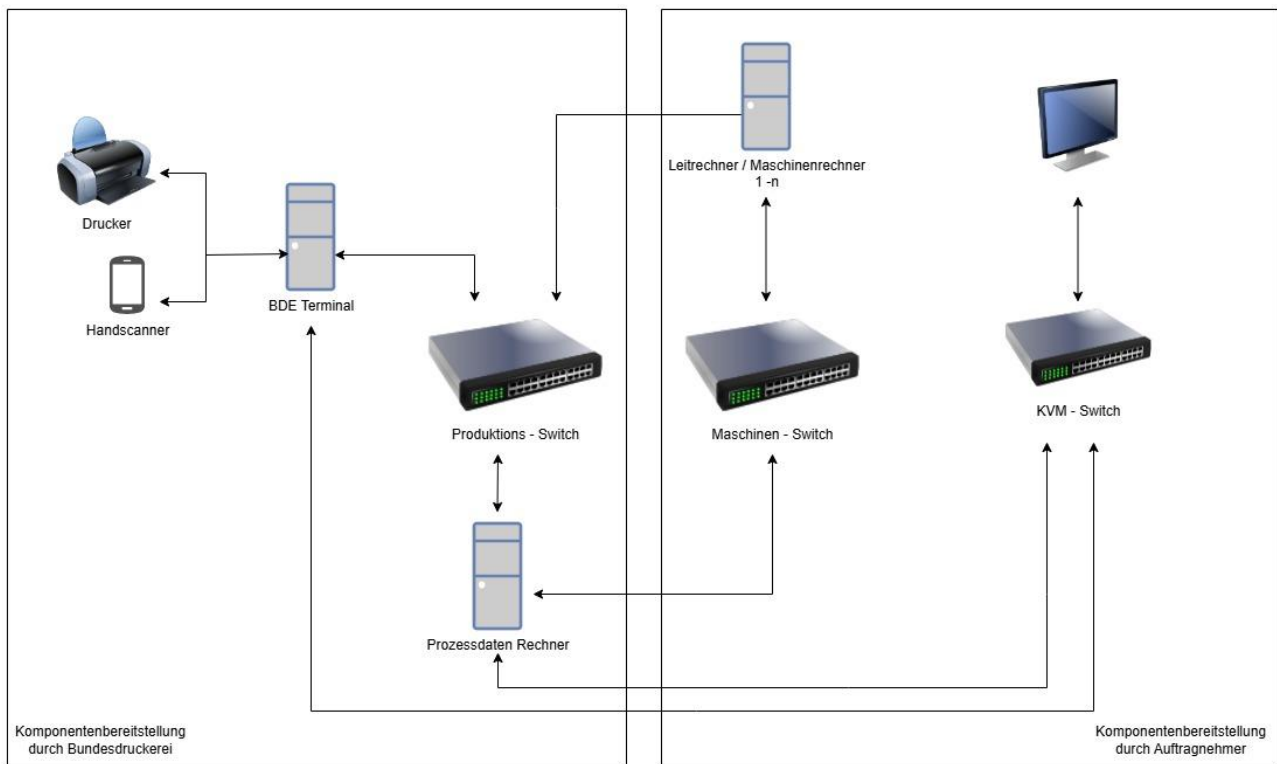 Leitrechner / Maschinenrechner
1 -n
Drucker
BDE Terminal
Handscanner
KVM - Switch
Produktions - Switch
Maschinen - Switch
Prozessdaten Rechner
Komponentenbereitstellung
durch Bundesdruckerei
Komponentenbereitstellung
durch Auftragnehmer